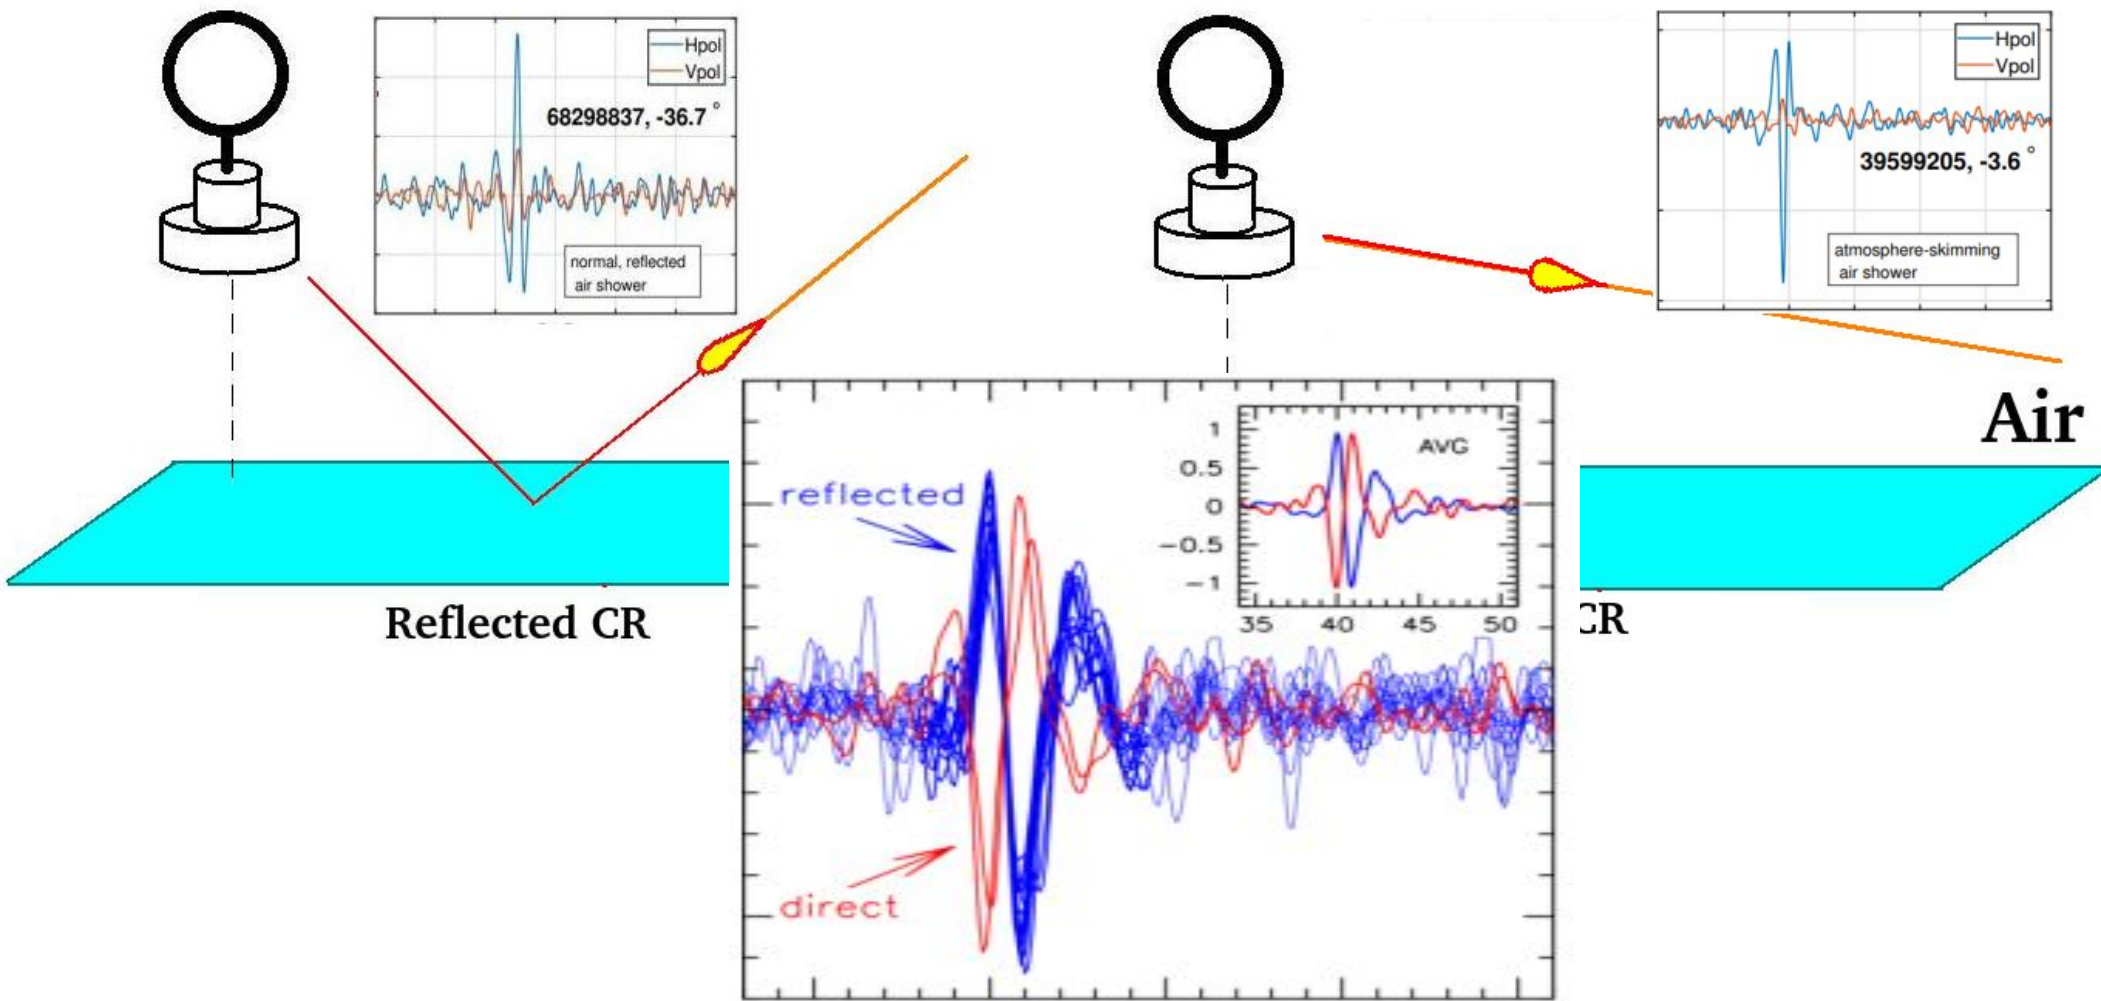 Hpol
Vpol
68298837, -36.7 °
normal, reflected
air shower
Hpol
Vpol
39599205, -3.6 °
atmosphere-skimming
air shower
Air
reflected
direct
AVG
1
0.5
0
−0.5
−1
35 40 45 50
Reflected CR
CR